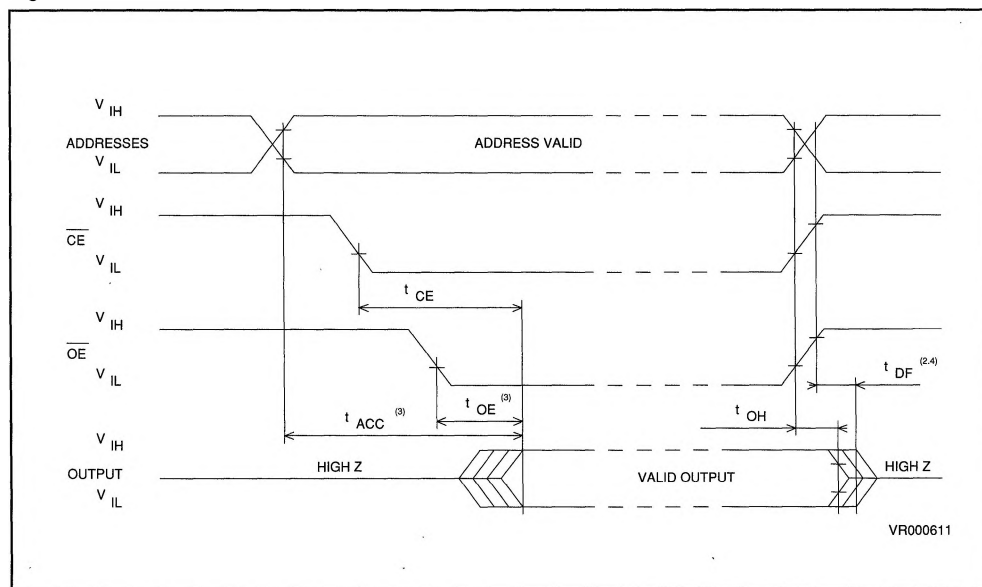 V IH
ADDRESSES
ADDRESS VALID
V IL
V IH
CE
V IL
t CE
V IH
OE
V IL
t DF (2.4)
t OE (3)
t OH
t ACC (3)
V IH
HIGH Z
HIGH Z
OUTPUT
VALID OUTPUT
V IL
VR000611